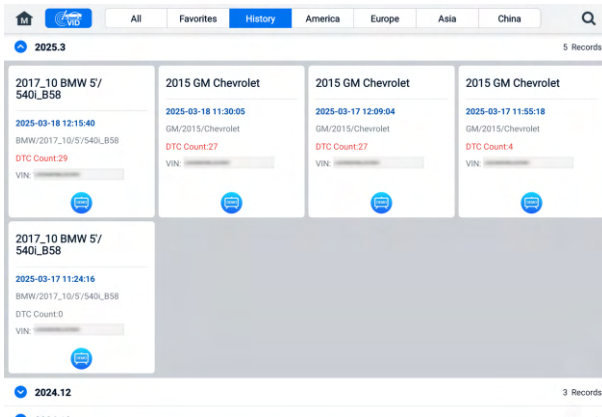 M
VID
All
Favorites
History
America
Europe
Asia
China
2025.3
5 Records
2017_10 BMW 5'/
540i_B58
2025-03-18 12:15:40
BMW/2017_10/5'/540i_B58
DTC Count:29
VIN:
2015 GM Chevrolet
2025-03-18 11:30:05
GM/2015/Chevrolet
DTC Count:27
VIN:
2015 GM Chevrolet
2025-03-17 12:09:04
GM/2015/Chevrolet
DTC Count:27
VIN:
2015 GM Chevrolet
2025-03-17 11:55:18
GM/2015/Chevrolet
DTC Count:4
VIN:
2017_10 BMW 5'/
540i_B58
2025-03-17 11:24:16
BMW/2017_10/5'/540i_B58
DTC Count:0
VIN:
2024.12
3 Records